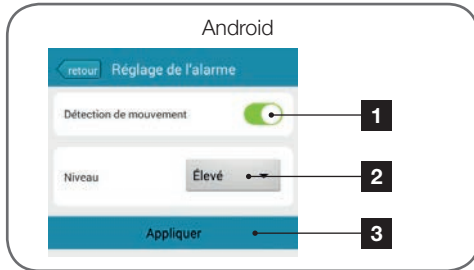 Android
retour Réglage de l'alarme
Détection de mouvement 1
Niveau Élevé 2
Appliquer 3